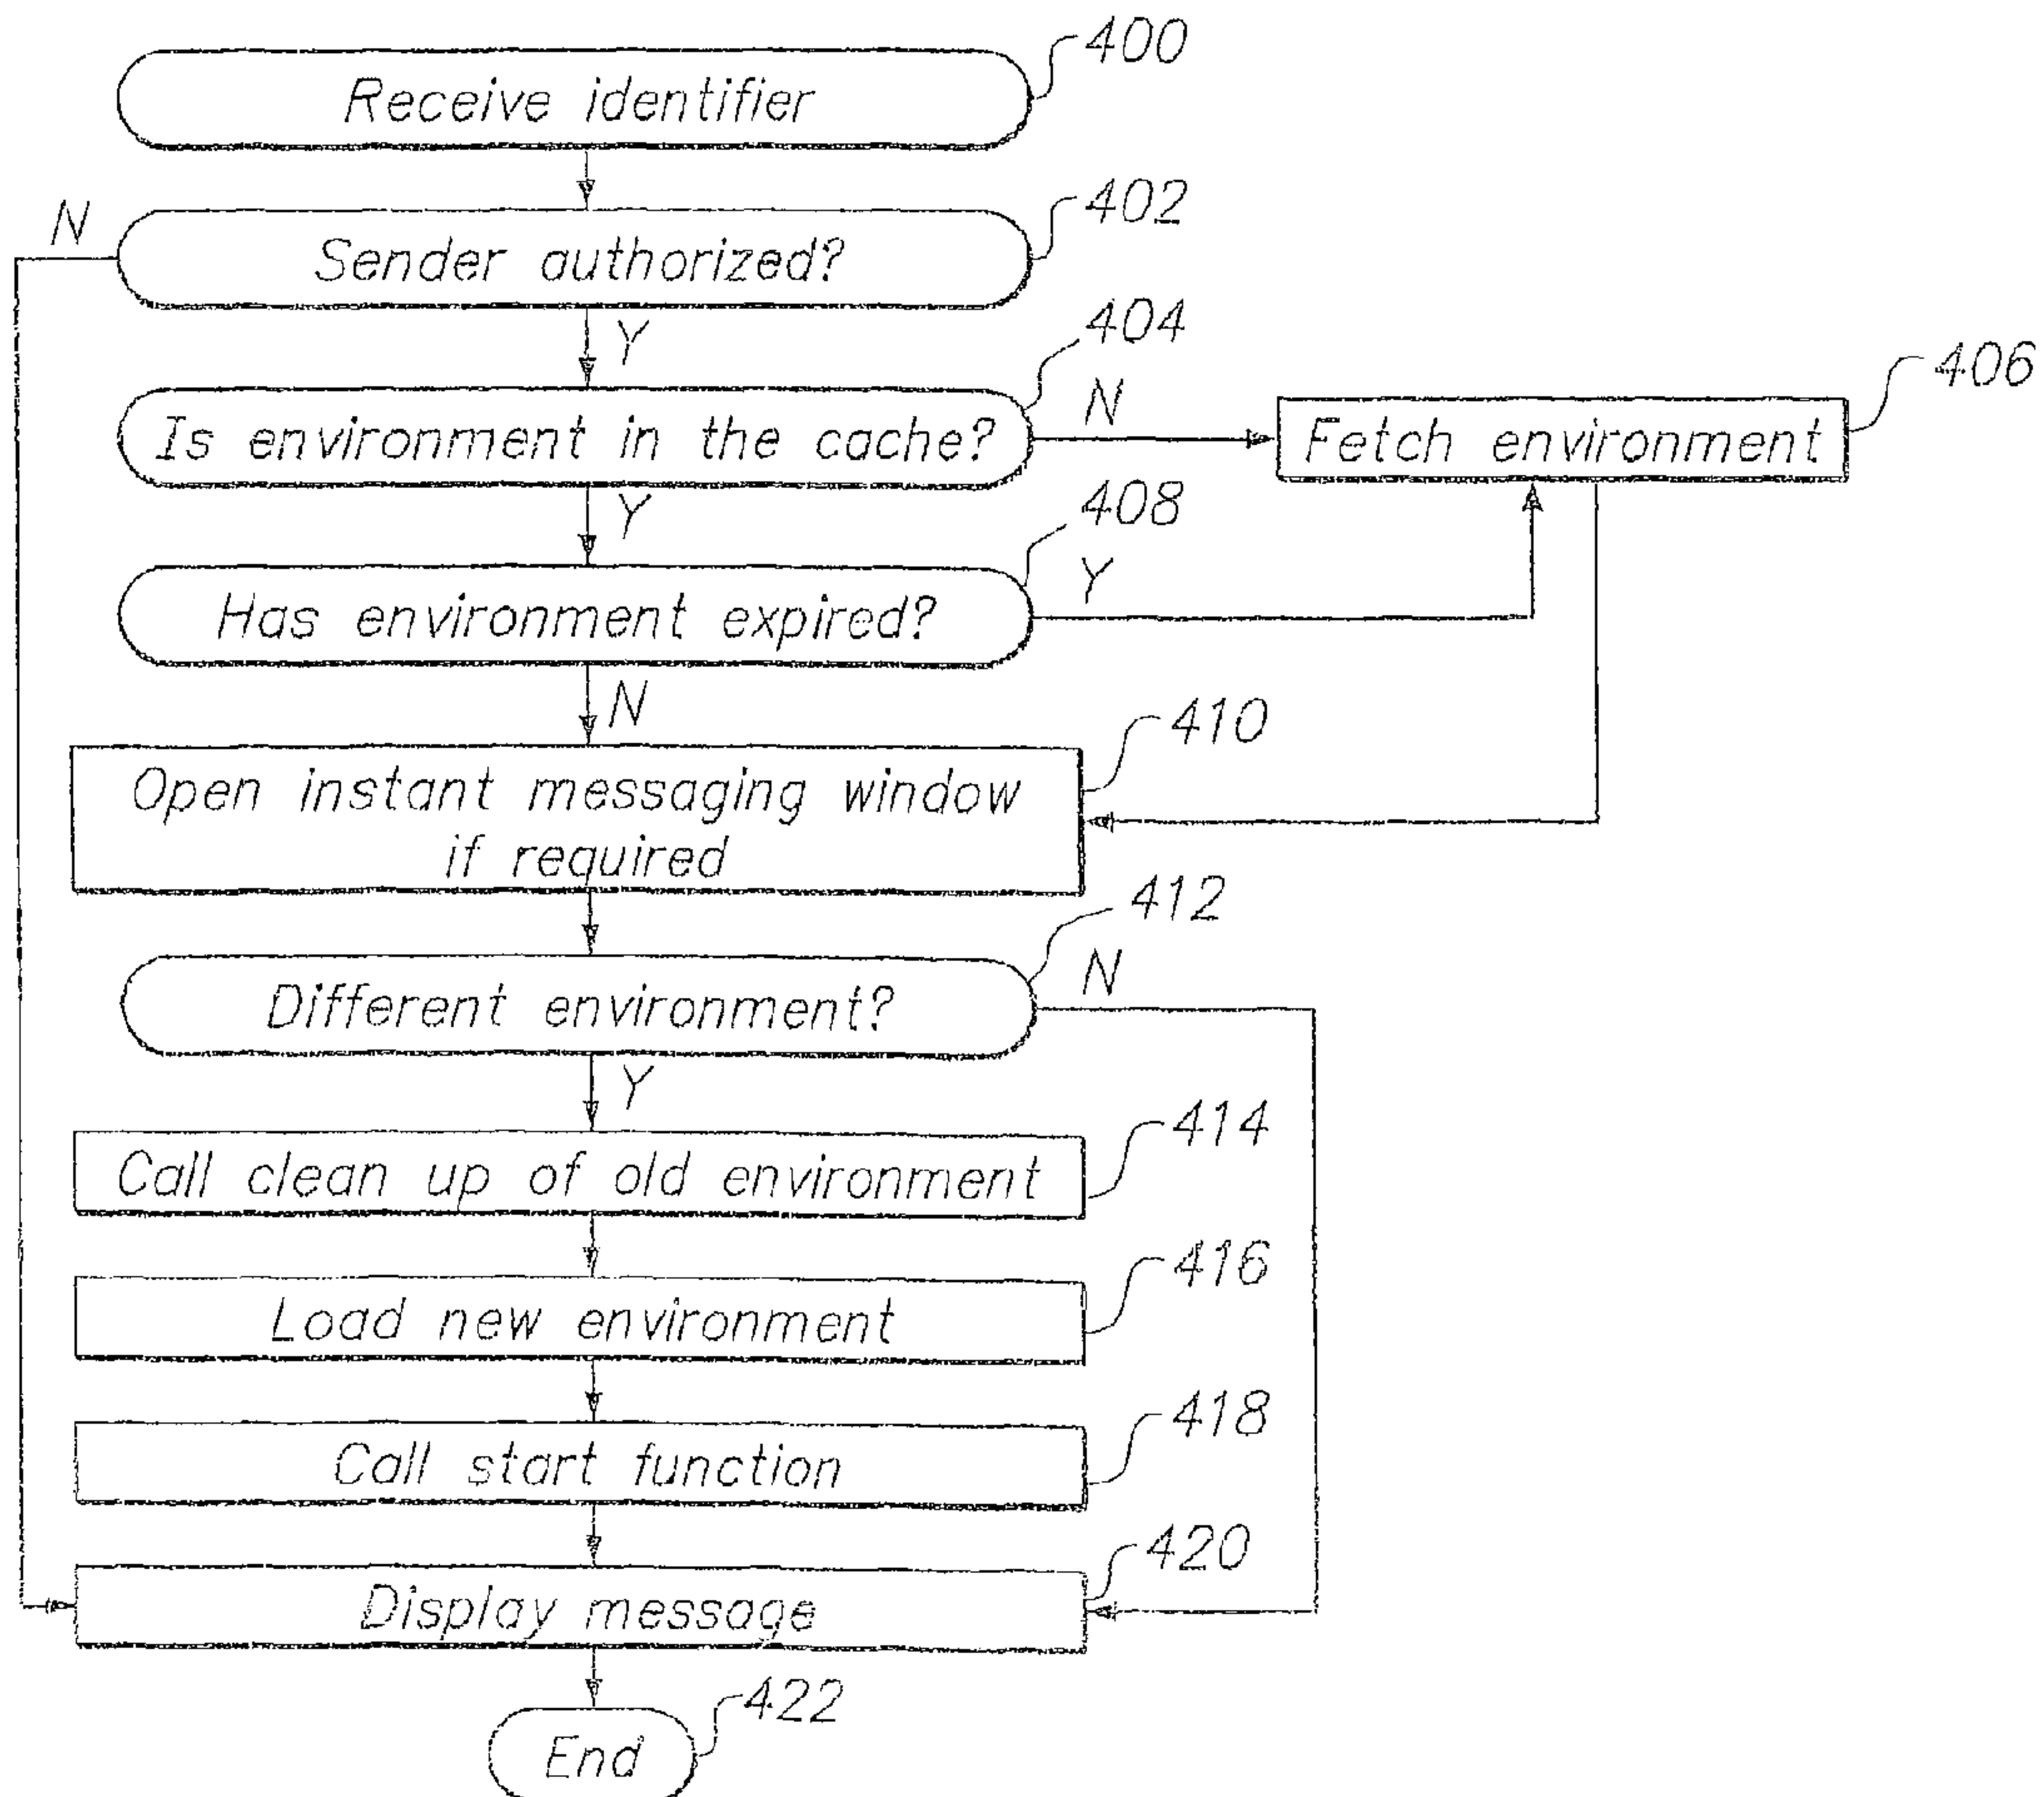 400
Receive identifier
402
N
Sender authorized?
Y
404
N
406
Is environment in the cache?
Fetch environment
Y
408
Y
Has environment expired?
N
410
Open instant messaging window
if required
412
N
Different environment?
Y
414
Call clean up of old environment
416
Load new environment
418
Call start function
420
Display message
422
End